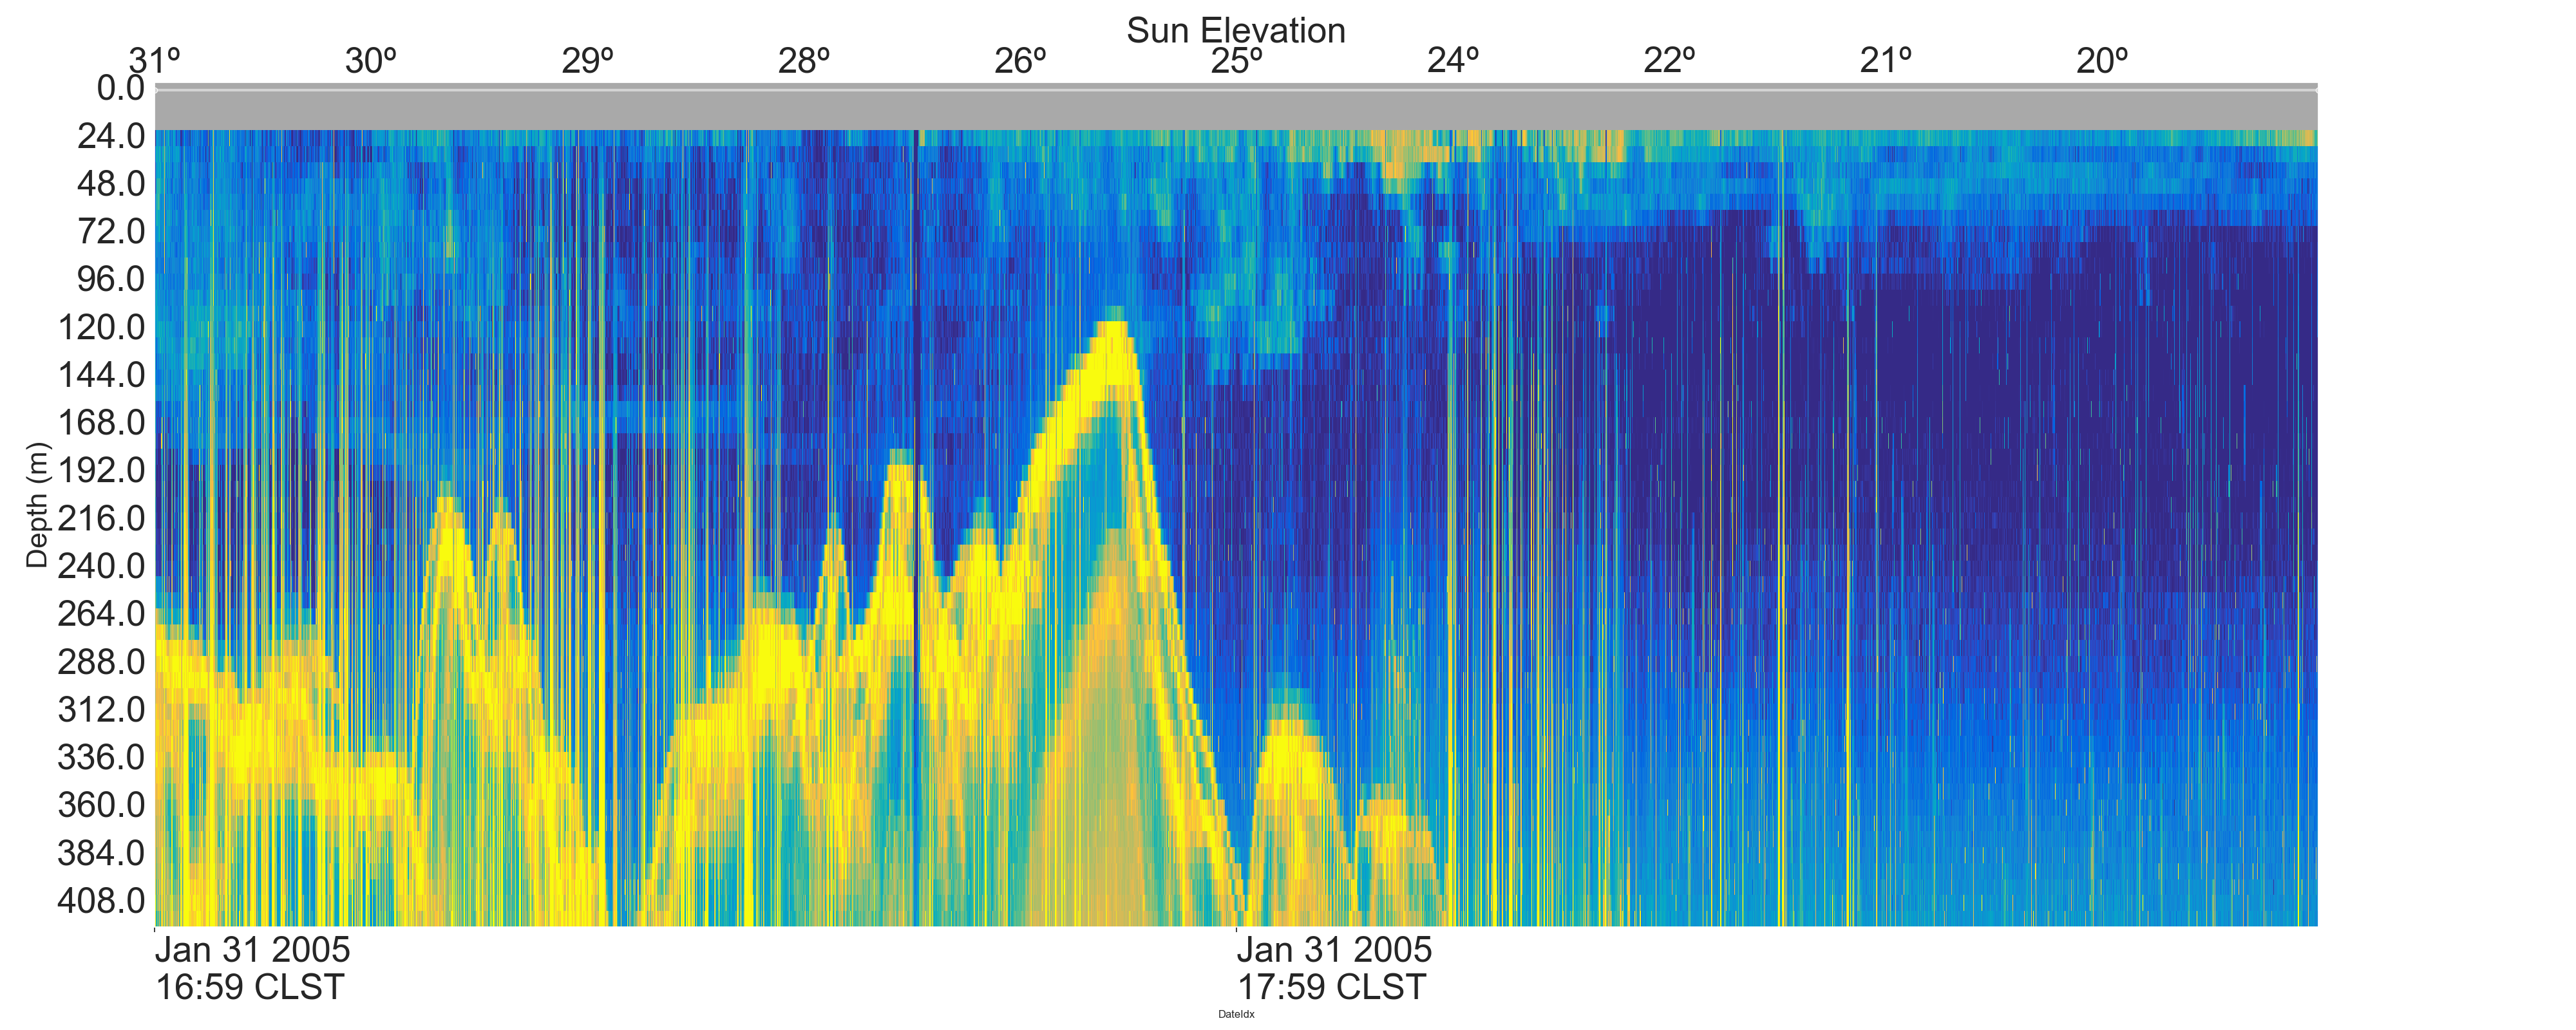 Sun Elevation
31º 30º 29º 28º 26º 25º 24º 22º 21º 20º
0.0
24.0
48.0
72.0
96.0
120.0
144.0
168.0
192.0
216.0
240.0
264.0
288.0
312.0
336.0
360.0
384.0
408.0
Depth (m)
Jan 31 2005
16:59 CLST
Jan 31 2005
17:59 CLST
DateIdx